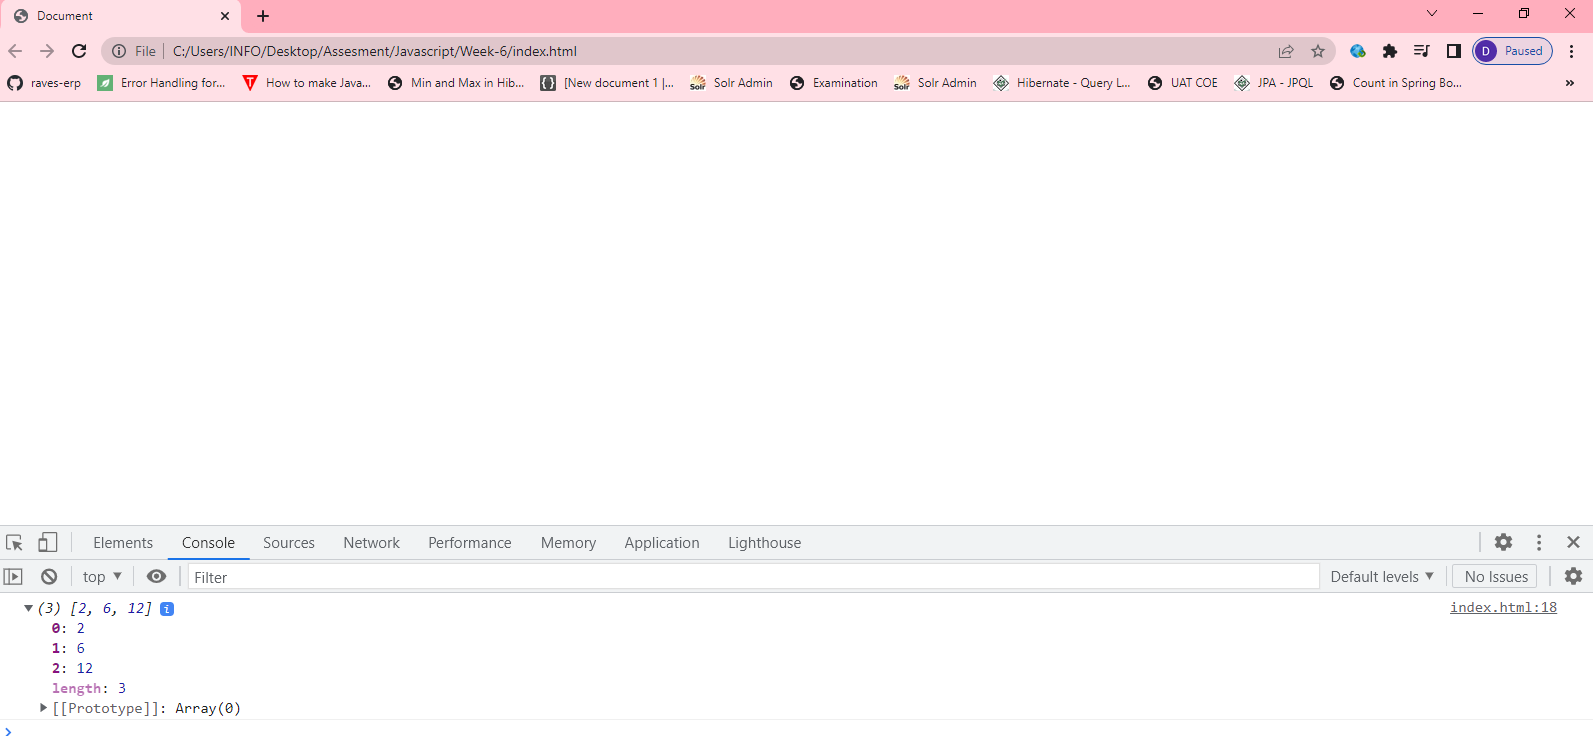 Document
File C:/Users/INFO/Desktop/Assesment/Javascript/Week-6/index.html D Paused
raves-erp Error Handling for... How to make Java... Min and Max in Hib... [New document 1 |... Solr Admin Examination Solr Admin Hibernate - Query L... UAT COE JPA - JPQL Count in Spring Bo... »
Elements Console Sources Network Performance Memory Application Lighthouse
top Filter Default levels No Issues
(3) [2, 6, 12] i index.html:18
0: 2
1: 6
2: 12
length: 3
[[Prototype]]: Array(0)